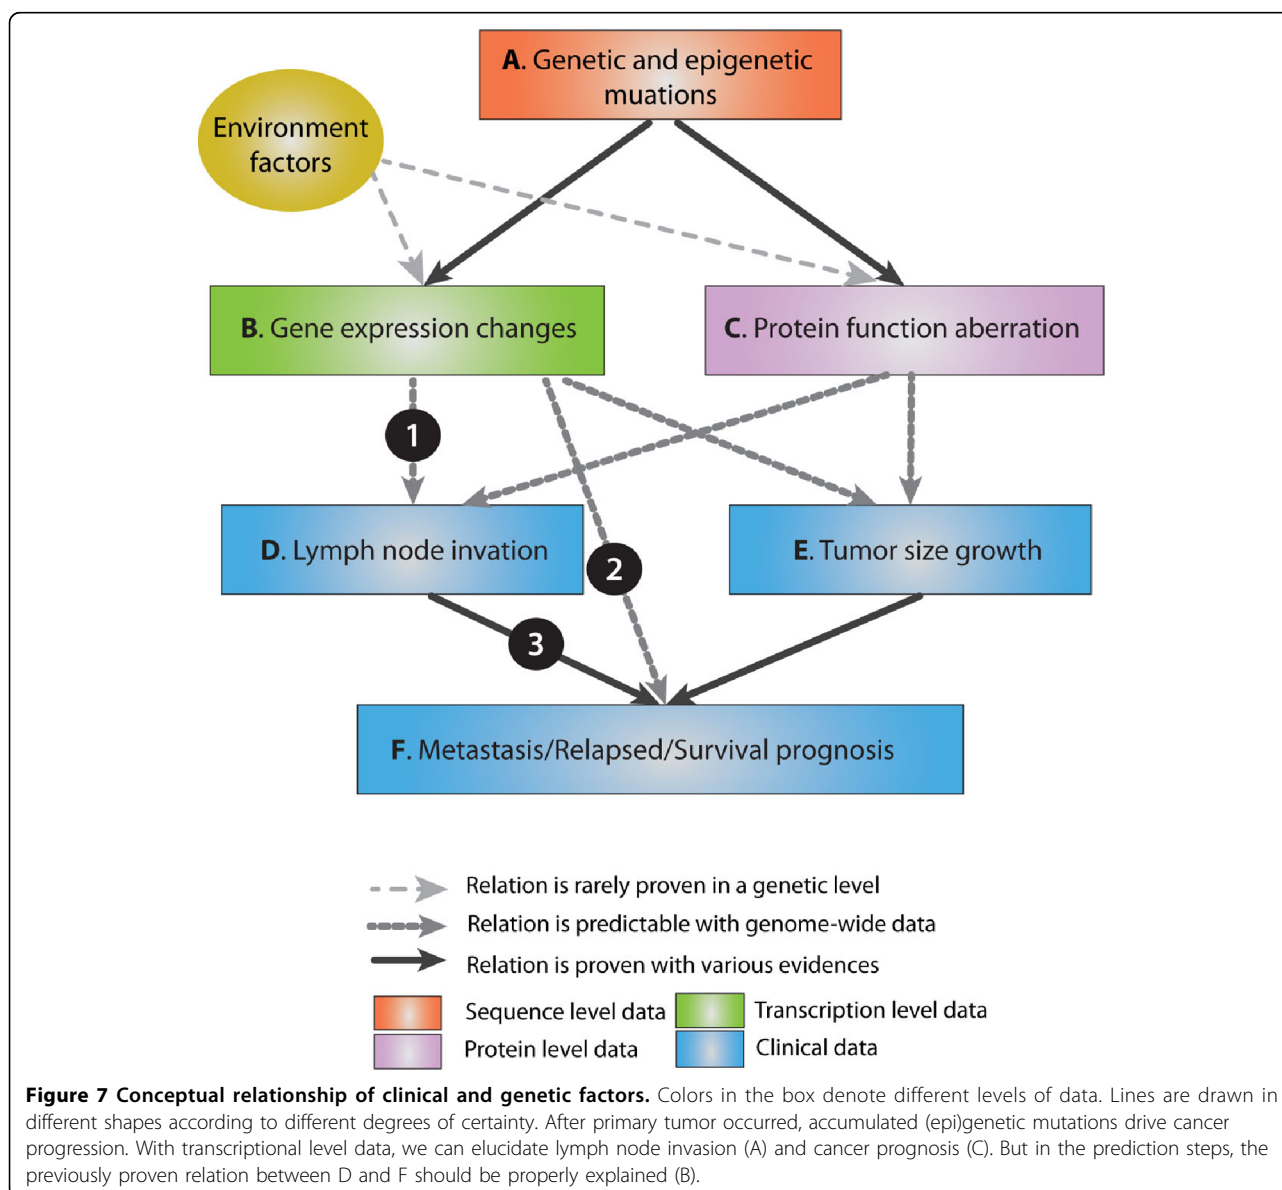 A. Genetic and epigenetic
muations
Environment
factors
B. Gene expression changes
C. Protein function aberration
1
D. Lymph node invation
2
E. Tumor size growth
3
F. Metastasis/Relapsed/Survival prognosis
Relation is rarely proven in a genetic level
Relation is predictable with genome-wide data
Relation is proven with various evidences
Sequence level data
Transcription level data
Protein level data
Clinical data
Figure 7 Conceptual relationship of clinical and genetic factors. Colors in the box denote different levels of data. Lines are drawn in
different shapes according to different degrees of certainty. After primary tumor occurred, accumulated (epi)genetic mutations drive cancer
progression. With transcriptional level data, we can elucidate lymph node invasion (A) and cancer prognosis (C). But in the prediction steps, the
previously proven relation between D and F should be properly explained (B).